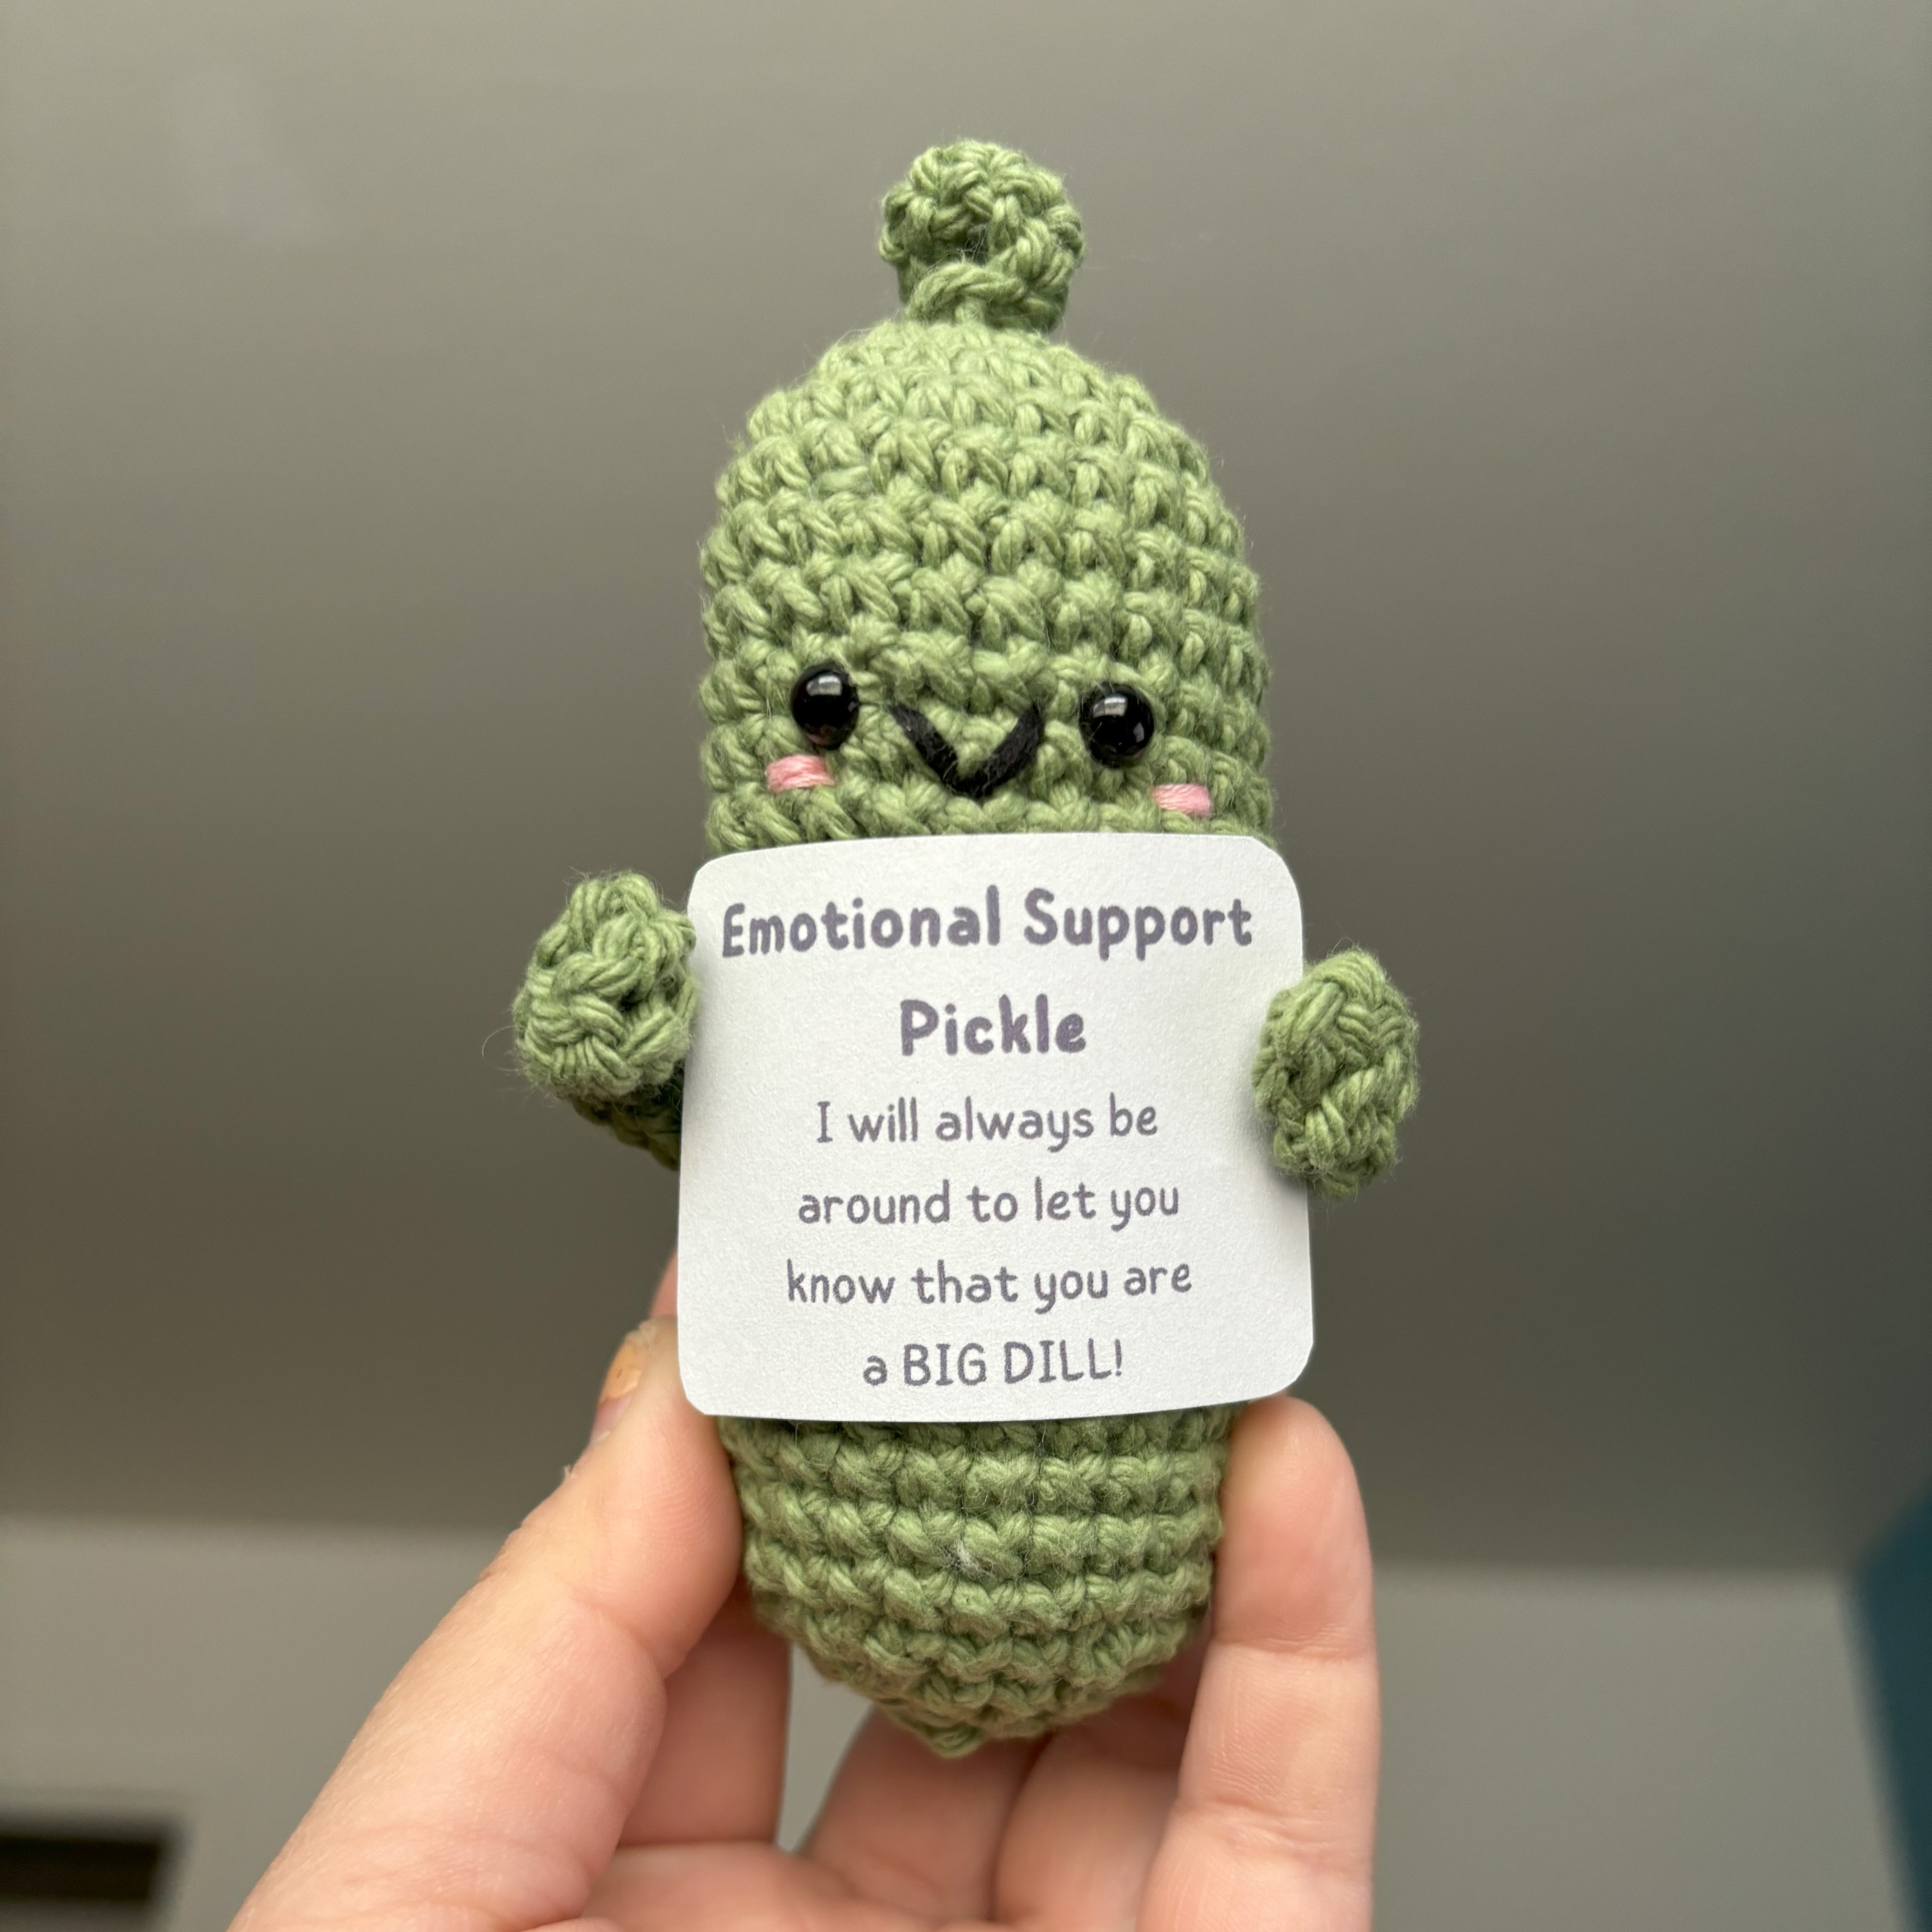 Emotional Support
Pickle
I will always be
around to let you
know that you are
a BIG DILL!